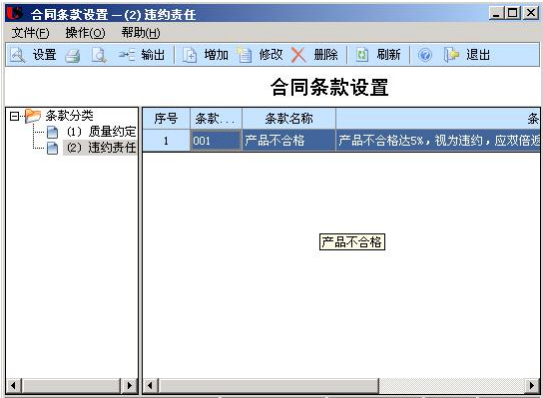 合同条款设置－(2)违约责任
文件(F) 操作(O) 帮助(H)
设置 输出 增加 修改 删除 刷新 退出
合同条款设置
条款分类
(1) 质量约定
(2) 违约责任
序号 条款... 条款名称 条
1 001 产品不合格 产品不合格达5%，视为违约，应双倍返
产品不合格